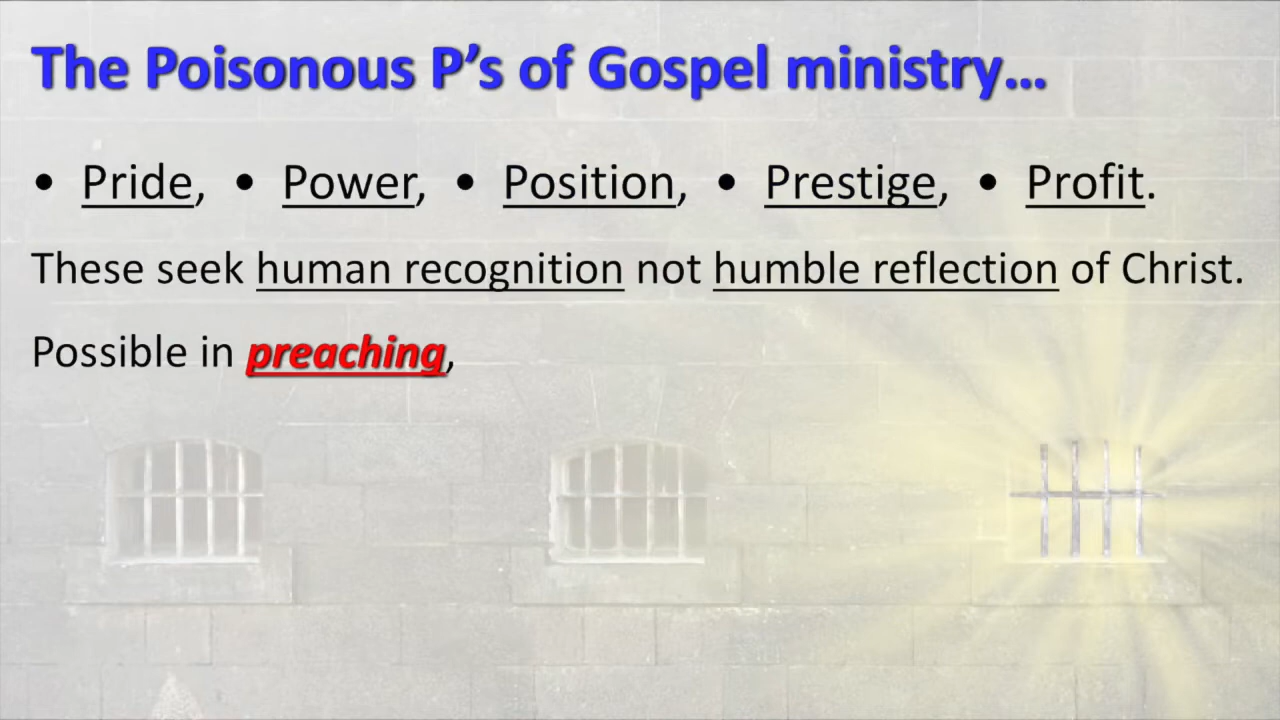 The Poisonous P’s of Gospel ministry…
• Pride, • Power, • Position, • Prestige, • Profit.
These seek human recognition not humble reflection of Christ.
Possible in preaching,